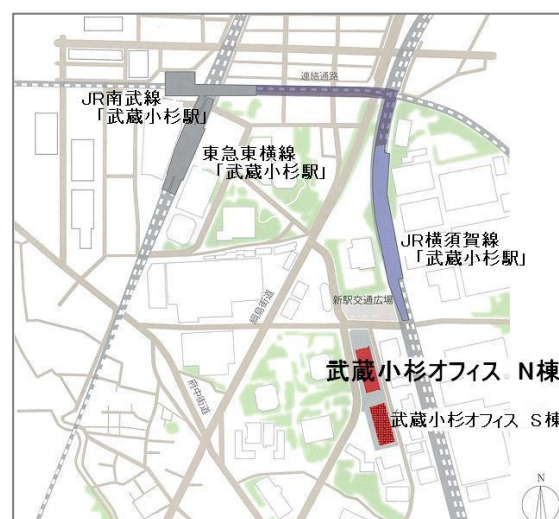 連絡通路
JR南武線
「武蔵小杉駅」
東急東横線
「武蔵小杉駅」
JR横須賀線
「武蔵小杉駅」
新駅交通広場
綱島街道
府中街道
武蔵小杉オフィス N棟
武蔵小杉オフィス S棟
N